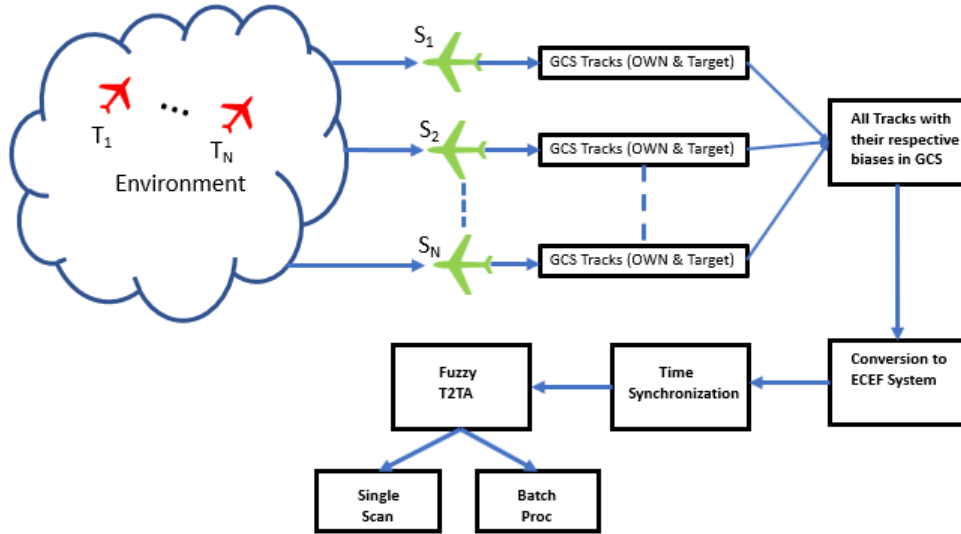 S1
GCS Tracks (OWN & Target)
T1
...
TN
Environment
S2
GCS Tracks (OWN & Target)
SN
GCS Tracks (OWN & Target)
All Tracks with
their respective
biases in GCS
Conversion to
ECEF System
Time
Synchronization
Fuzzy
T2TA
Single
Scan
Batch
Proc